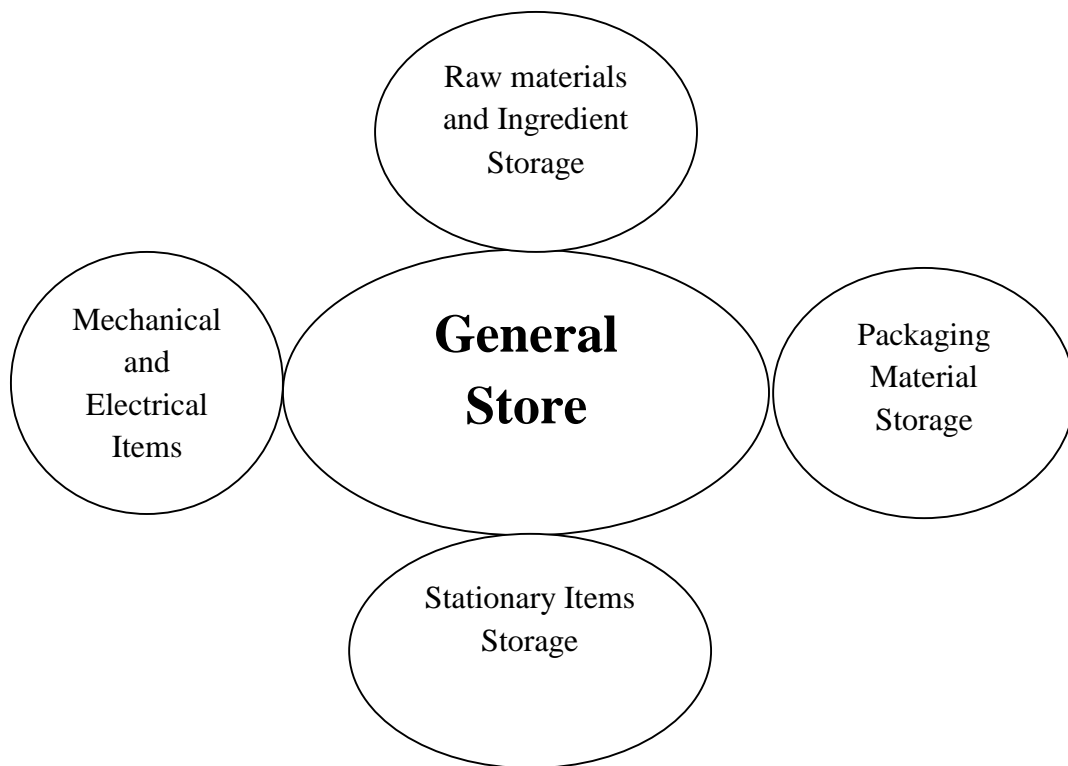 Raw materials
and Ingredient
Storage
Mechanical
and
Electrical
Items
General
Store
Packaging
Material
Storage
Stationary Items
Storage